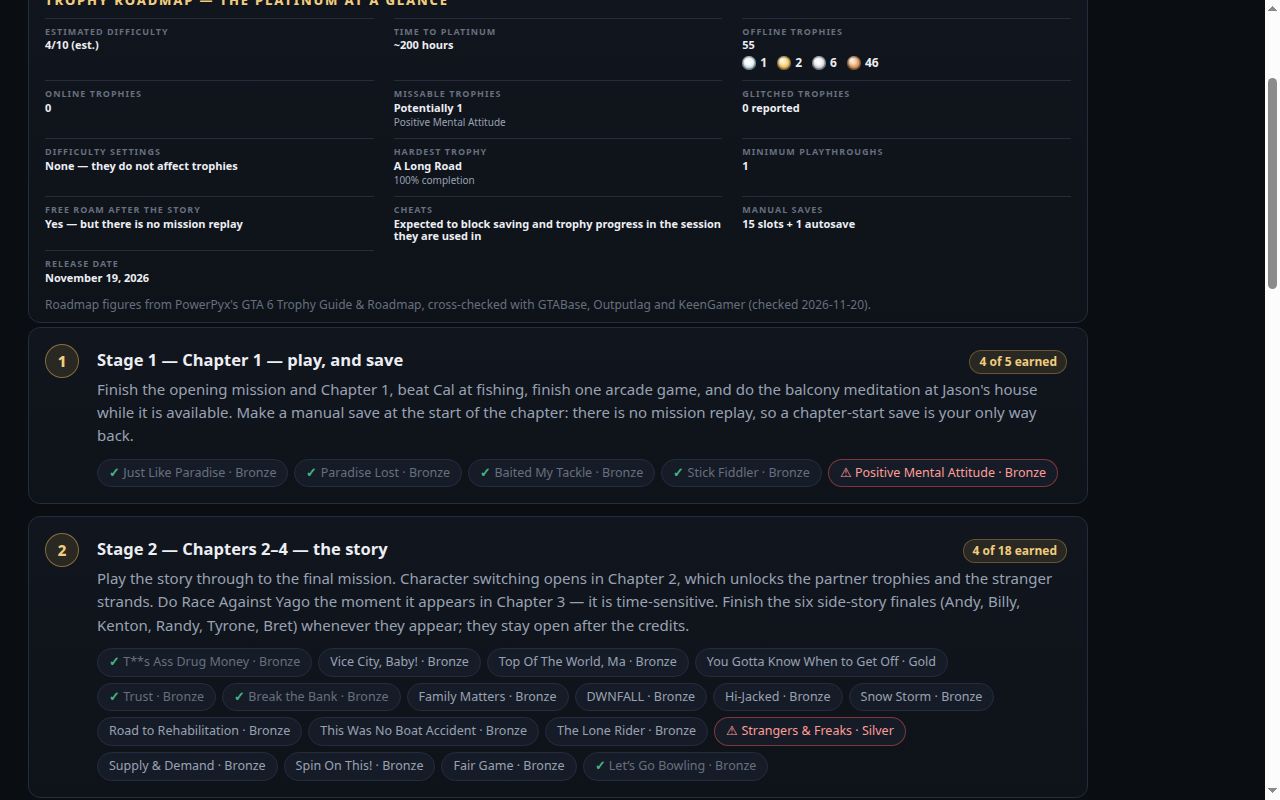 TROPHY ROADMAP — THE PLATINUM AT A GLANCE
ESTIMATED DIFFICULTY
4/10 (est.)
TIME TO PLATINUM
~200 hours
OFFLINE TROPHIES
55
1 2 6 46
ONLINE TROPHIES
0
MISSABLE TROPHIES
Potentially 1
Positive Mental Attitude
GLITCHED TROPHIES
0 reported
DIFFICULTY SETTINGS
None — they do not affect trophies
HARDEST TROPHY
A Long Road
100% completion
MINIMUM PLAYTHROUGHS
1
FREE ROAM AFTER THE STORY
Yes — but there is no mission replay
CHEATS
Expected to block saving and trophy progress in the session
they are used in
MANUAL SAVES
15 slots + 1 autosave
RELEASE DATE
November 19, 2026
Roadmap figures from PowerPyx's GTA 6 Trophy Guide & Roadmap, cross-checked with GTABase, Outputlag and KeenGamer (checked 2026-11-20).
1
Stage 1 — Chapter 1 — play, and save
4 of 5 earned
Finish the opening mission and Chapter 1, beat Cal at fishing, finish one arcade game, and do the balcony meditation at Jason's house
while it is available. Make a manual save at the start of the chapter: there is no mission replay, so a chapter-start save is your only way
back.
✓ Just Like Paradise · Bronze
✓ Paradise Lost · Bronze
✓ Baited My Tackle · Bronze
✓ Stick Fiddler · Bronze
⚠ Positive Mental Attitude · Bronze
2
Stage 2 — Chapters 2–4 — the story
4 of 18 earned
Play the story through to the final mission. Character switching opens in Chapter 2, which unlocks the partner trophies and the stranger
strands. Do Race Against Yago the moment it appears in Chapter 3 — it is time-sensitive. Finish the six side-story finales (Andy, Billy,
Kenton, Randy, Tyrone, Bret) whenever they appear; they stay open after the credits.
✓ T**s Ass Drug Money · Bronze
Vice City, Baby! · Bronze
Top Of The World, Ma · Bronze
You Gotta Know When to Get Off · Gold
✓ Trust · Bronze
✓ Break the Bank · Bronze
Family Matters · Bronze
DWNFALL · Bronze
Hi-Jacked · Bronze
Snow Storm · Bronze
Road to Rehabilitation · Bronze
This Was No Boat Accident · Bronze
The Lone Rider · Bronze
⚠ Strangers & Freaks · Silver
Supply & Demand · Bronze
Spin On This! · Bronze
Fair Game · Bronze
✓ Let's Go Bowling · Bronze